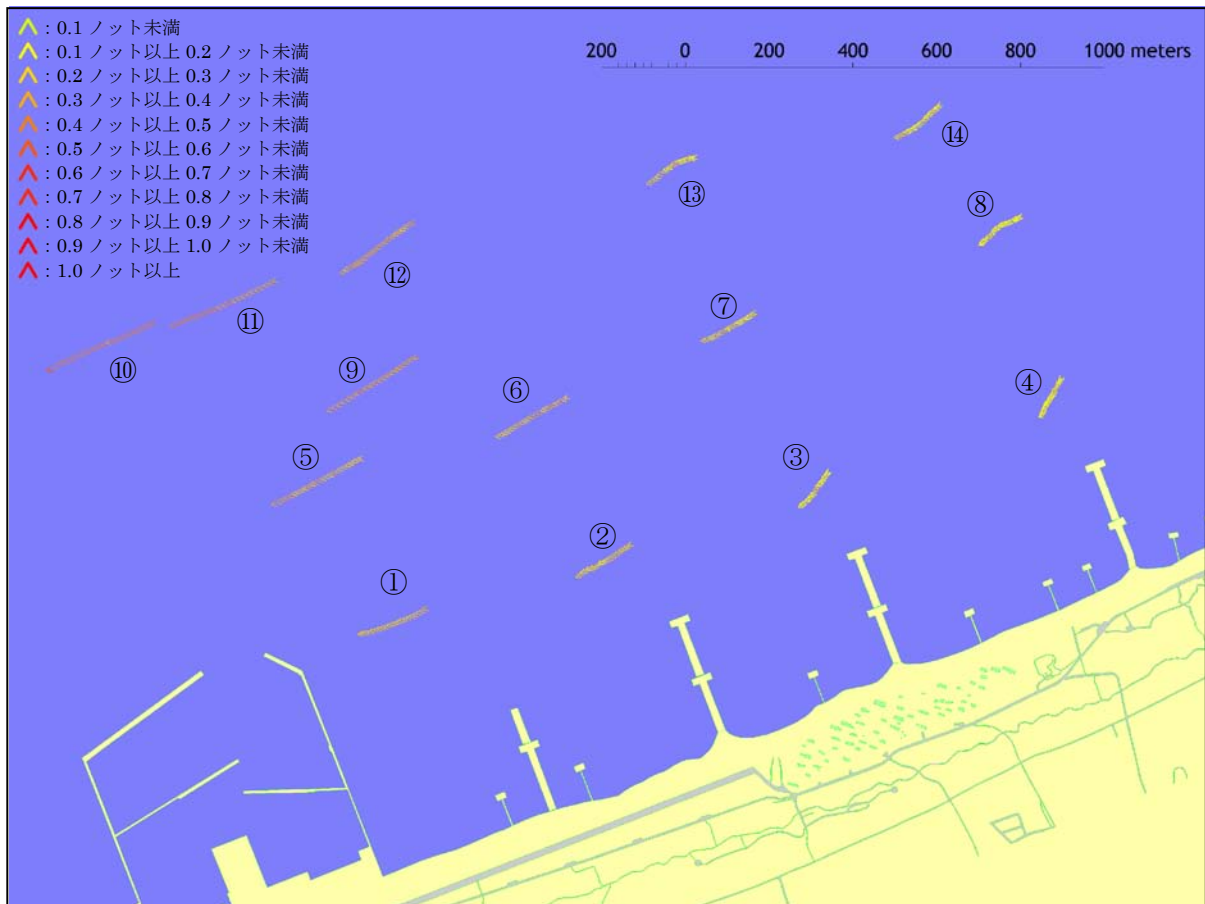 : 0.1 ノット未満
: 0.1 ノット以上 0.2 ノット未満
: 0.2 ノット以上 0.3 ノット未満
: 0.3 ノット以上 0.4 ノット未満
: 0.4 ノット以上 0.5 ノット未満
: 0.5 ノット以上 0.6 ノット未満
: 0.6 ノット以上 0.7 ノット未満
: 0.7 ノット以上 0.8 ノット未満
: 0.8 ノット以上 0.9 ノット未満
: 0.9 ノット以上 1.0 ノット未満
: 1.0 ノット以上
200 0 200 400 600 800 1000 meters
⑭
⑬
⑧
⑫
⑦
⑪
⑩
⑨
④
⑥
⑤
③
②
①